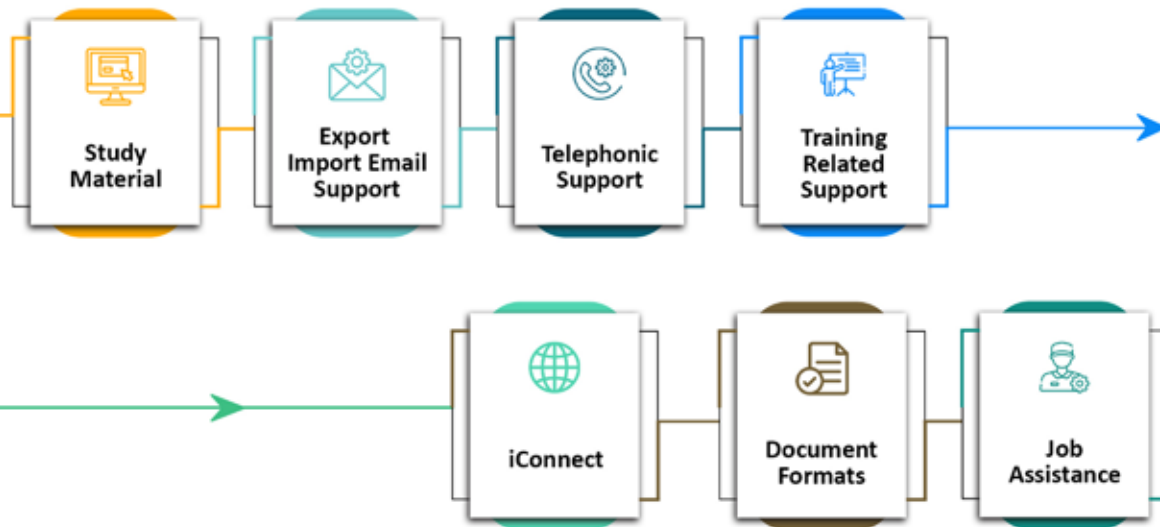 Study
Material
Export
Import Email
Support
Telephonic
Support
Training
Related
Support
iConnect
Document
Formats
Job
Assistance